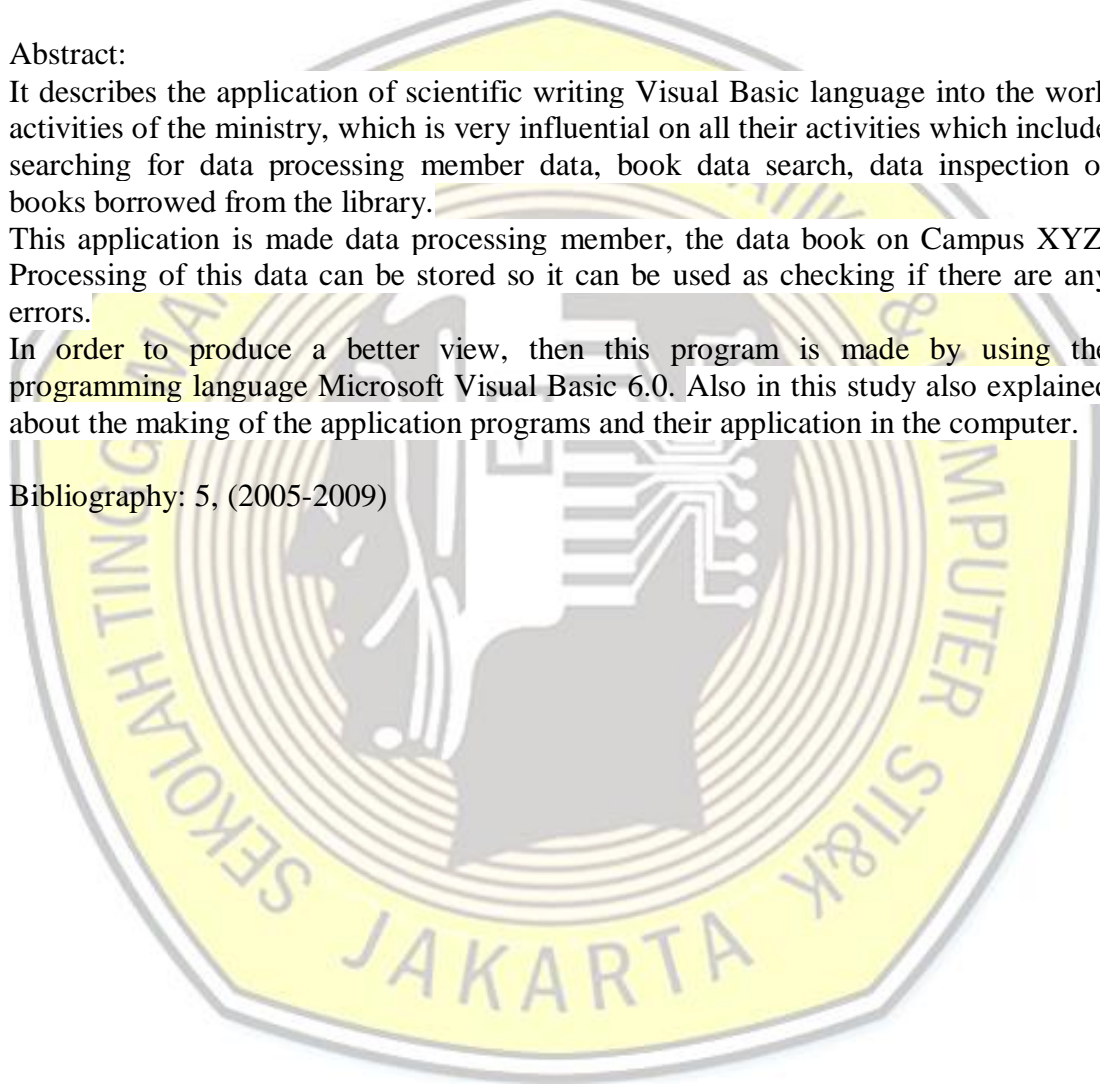 Abstract:
It describes the application of scientific writing Visual Basic language into the work
activities of the ministry, which is very influential on all their activities which include
searching for data processing member data, book data search, data inspection o
books borrowed from the library.
This application is made data processing member, the data book on Campus XYZ
Processing of this data can be stored so it can be used as checking if there are any
errors.
In order to produce a better view, then this program is made by using the
programming language Microsoft Visual Basic 6.0. Also in this study also explained
about the making of the application programs and their application in the computer.
Bibliography: 5, (2005-2009)
SEKOLAH TINGG
JAKARTA
STI&K